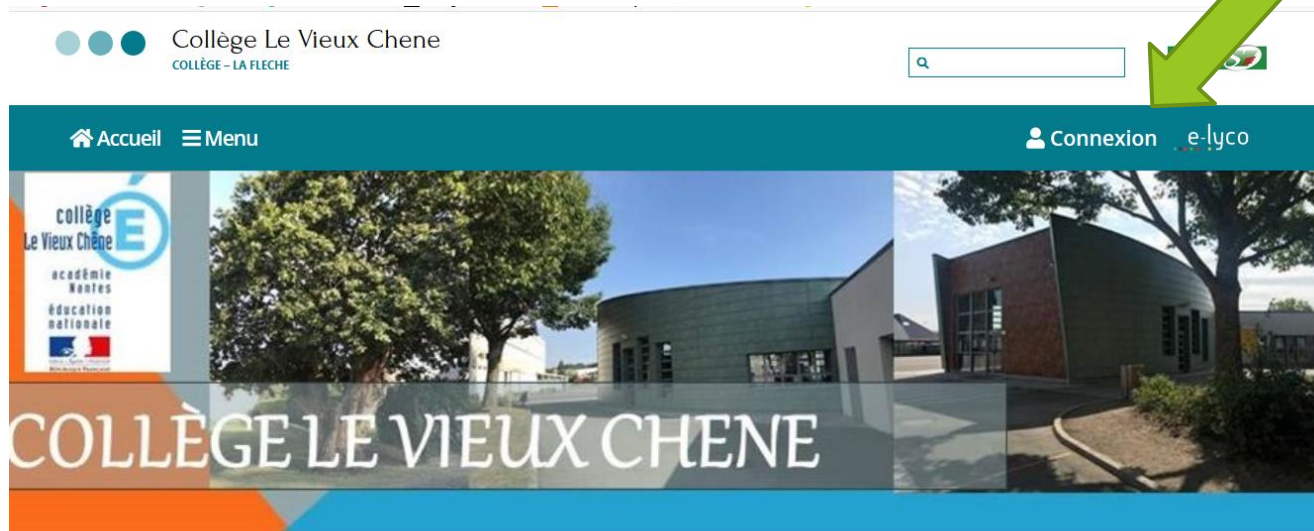 Collège Le Vieux Chene
COLLÈGE – LA FLECHE
Accueil Menu
Connexion e-lyco
collège
Le Vieux Chêne
académie
Nantes
éducation
nationale
COLLÈGE LE VIEUX CHENE